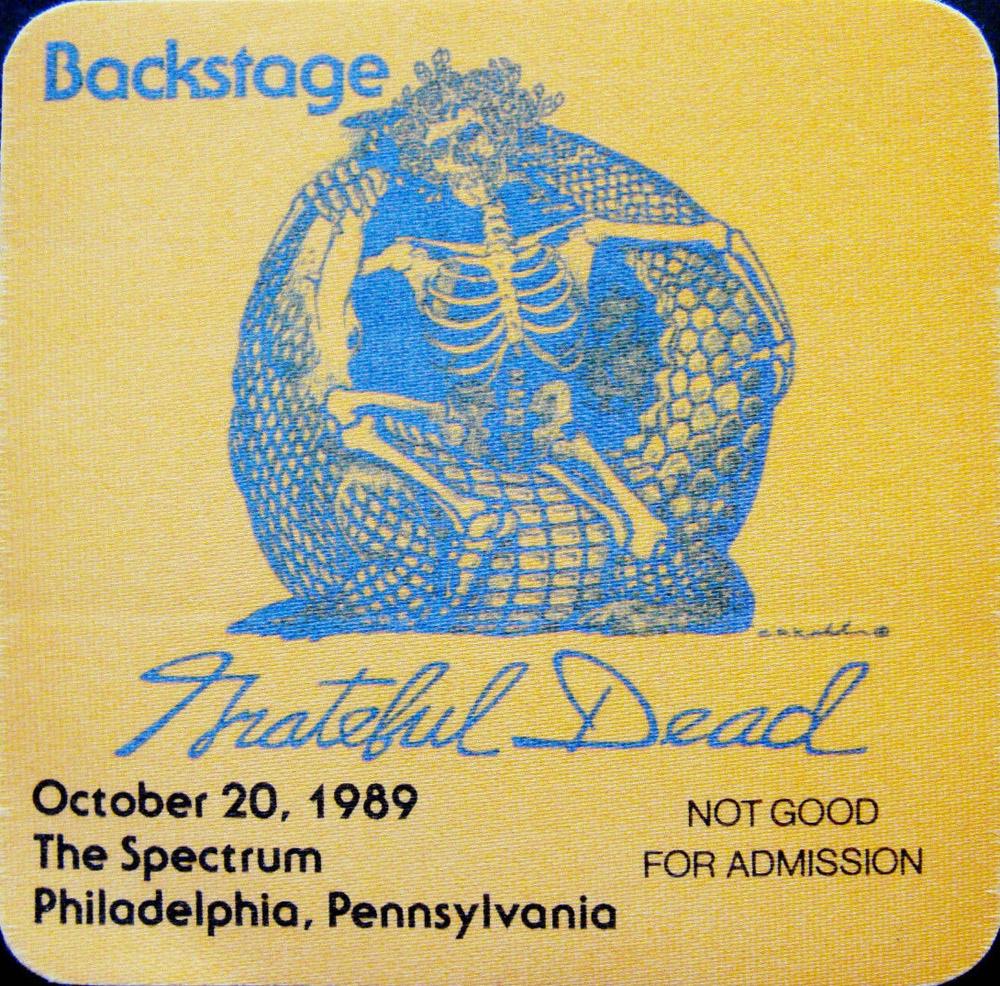 Backstage
Grateful Dead
October 20, 1989
The Spectrum
Philadelphia, Pennsylvania
NOT GOOD
FOR ADMISSION